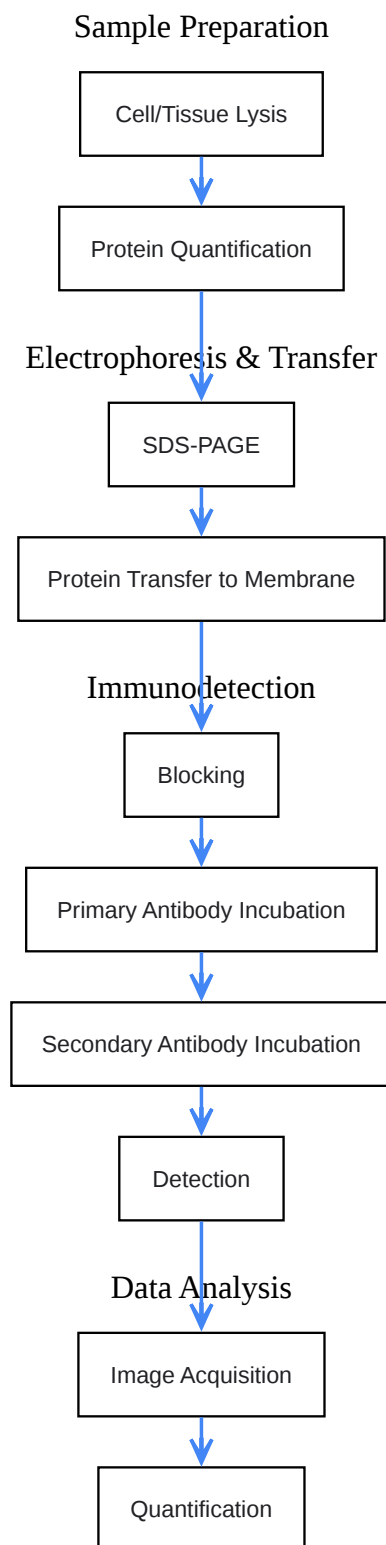 Sample Preparation
Cell/Tissue Lysis
Protein Quantification
Electrophoresis & Transfer
SDS-PAGE
Protein Transfer to Membrane
Immunodetection
Blocking
Primary Antibody Incubation
Secondary Antibody Incubation
Detection
Data Analysis
Image Acquisition
Quantification